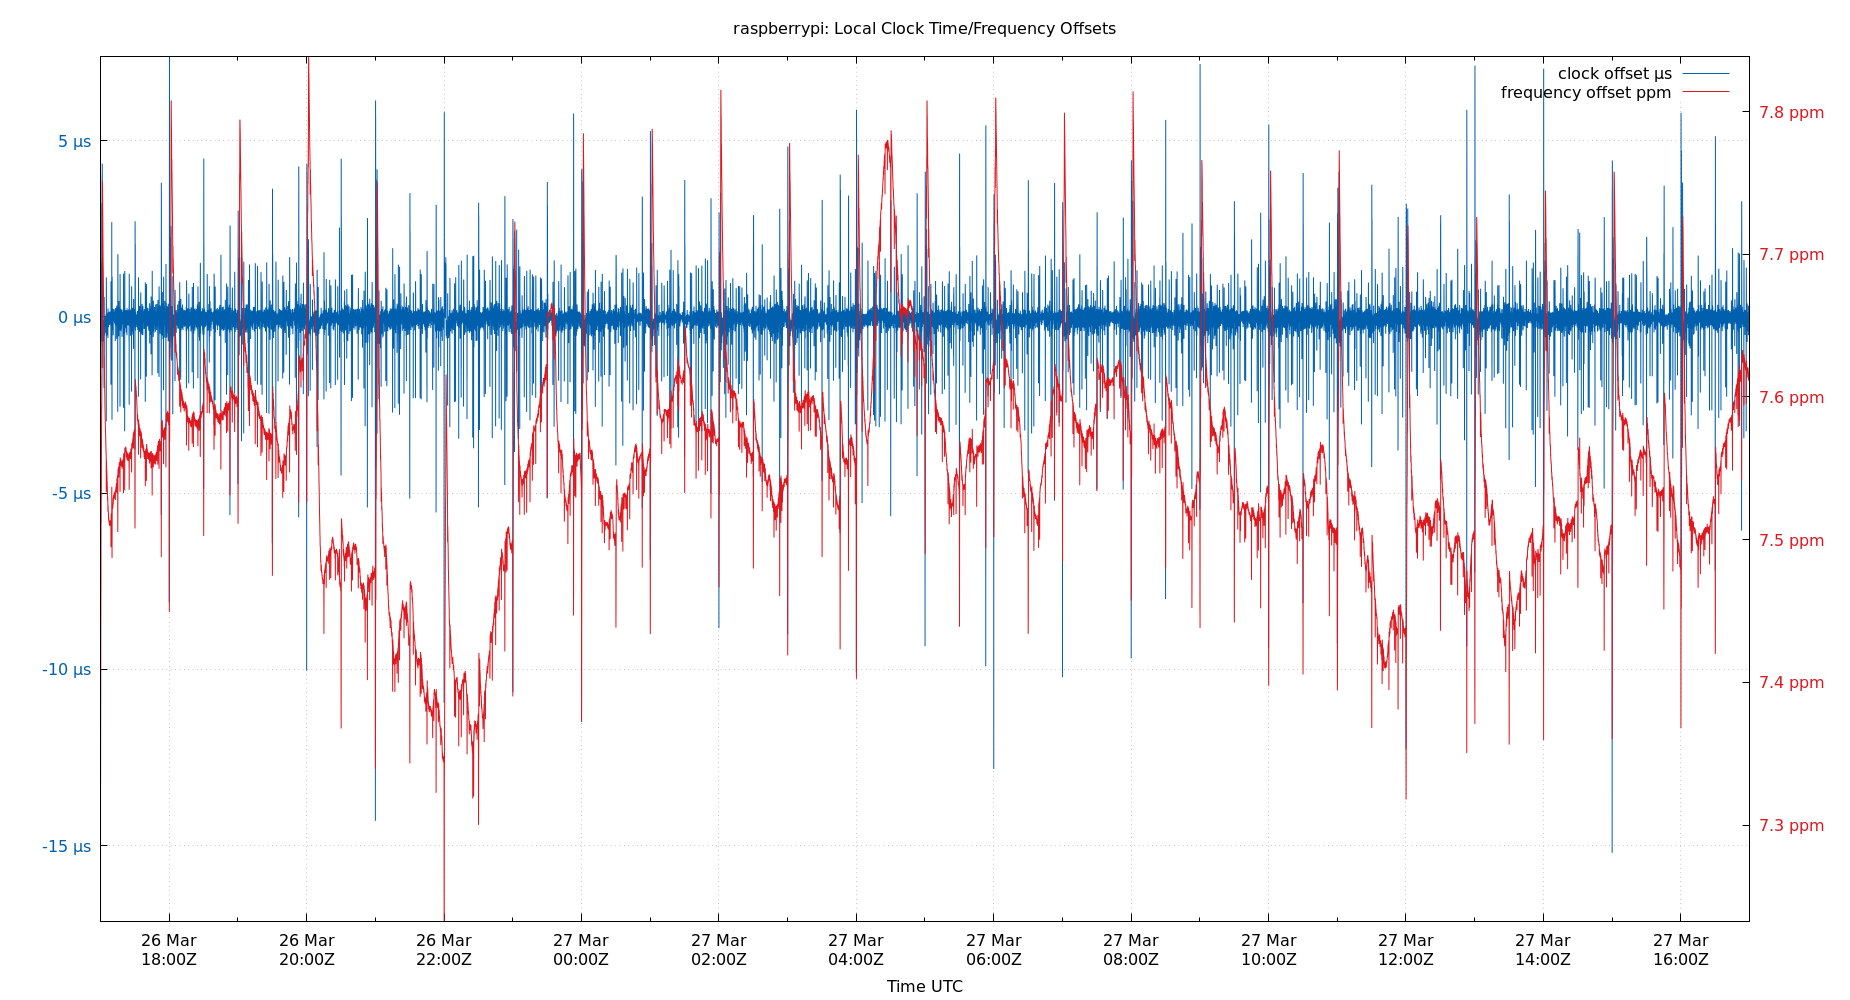 raspberrypi: Local Clock Time/Frequency Offsets
clock offset µs
frequency offset ppm
5 µs
0 µs
-5 µs
-10 µs
-15 µs
7.8 ppm
7.7 ppm
7.6 ppm
7.5 ppm
7.4 ppm
7.3 ppm
26 Mar 26 Mar 26 Mar 27 Mar 27 Mar 27 Mar 27 Mar 27 Mar 27 Mar 27 Mar 27 Mar 27 Mar
18:00Z 20:00Z 22:00Z 00:00Z 02:00Z 04:00Z 06:00Z 08:00Z 10:00Z 12:00Z 14:00Z 16:00Z
Time UTC